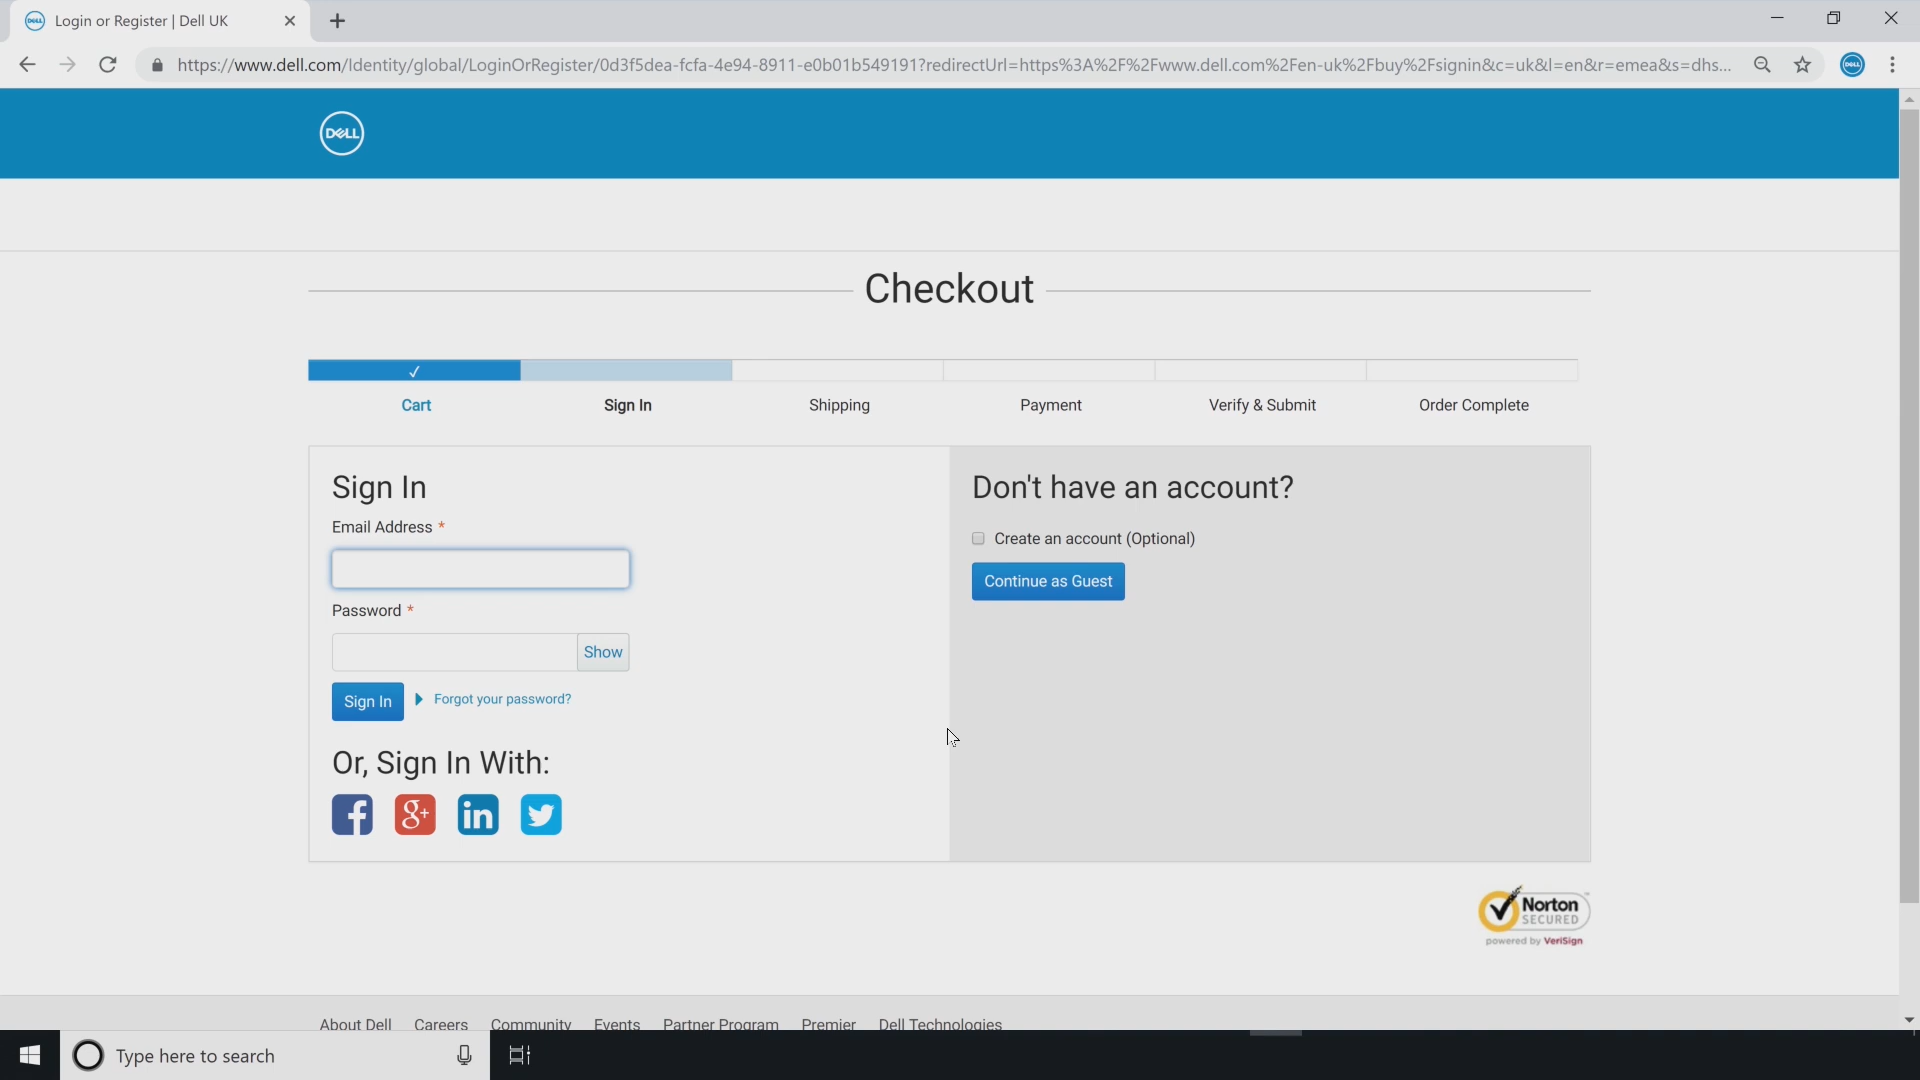 Login or Register | Dell UK
https://www.dell.com/Identity/global/LoginOrRegister/0d3f5dea-fcfa-4e94-8911-e0b01b549191?redirectUrl=https%3A%2F%2Fwww.dell.com%2Fen-uk%2Fbuy%2Fsignin&c=uk&l=en&r=emea&s=dhs...
DELL
DELL
Checkout
Cart
Sign In
Shipping
Payment
Verify & Submit
Order Complete
Sign In
Email Address *
Password *
Show
Sign In
Forgot your password?
Or, Sign In With:
f
g+
in
Don't have an account?
Create an account (Optional)
Continue as Guest
Norton
SECURED
powered by VeriSign
About Dell Careers Community Events Partner Program Premier Dell Technologies
Type here to search